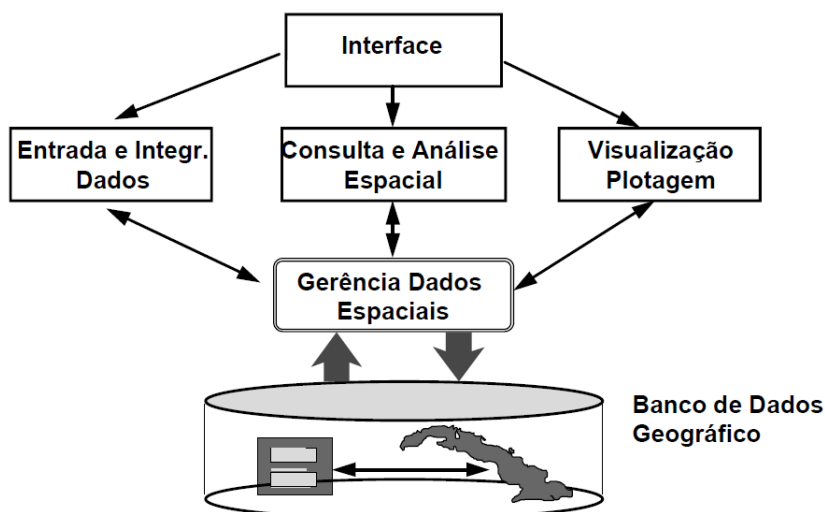 Interface
Entrada e Integr.
Dados
Consulta e Análise
Espacial
Visualização
Plotagem
Gerência Dados
Espaciais
Banco de Dados
Geográfico